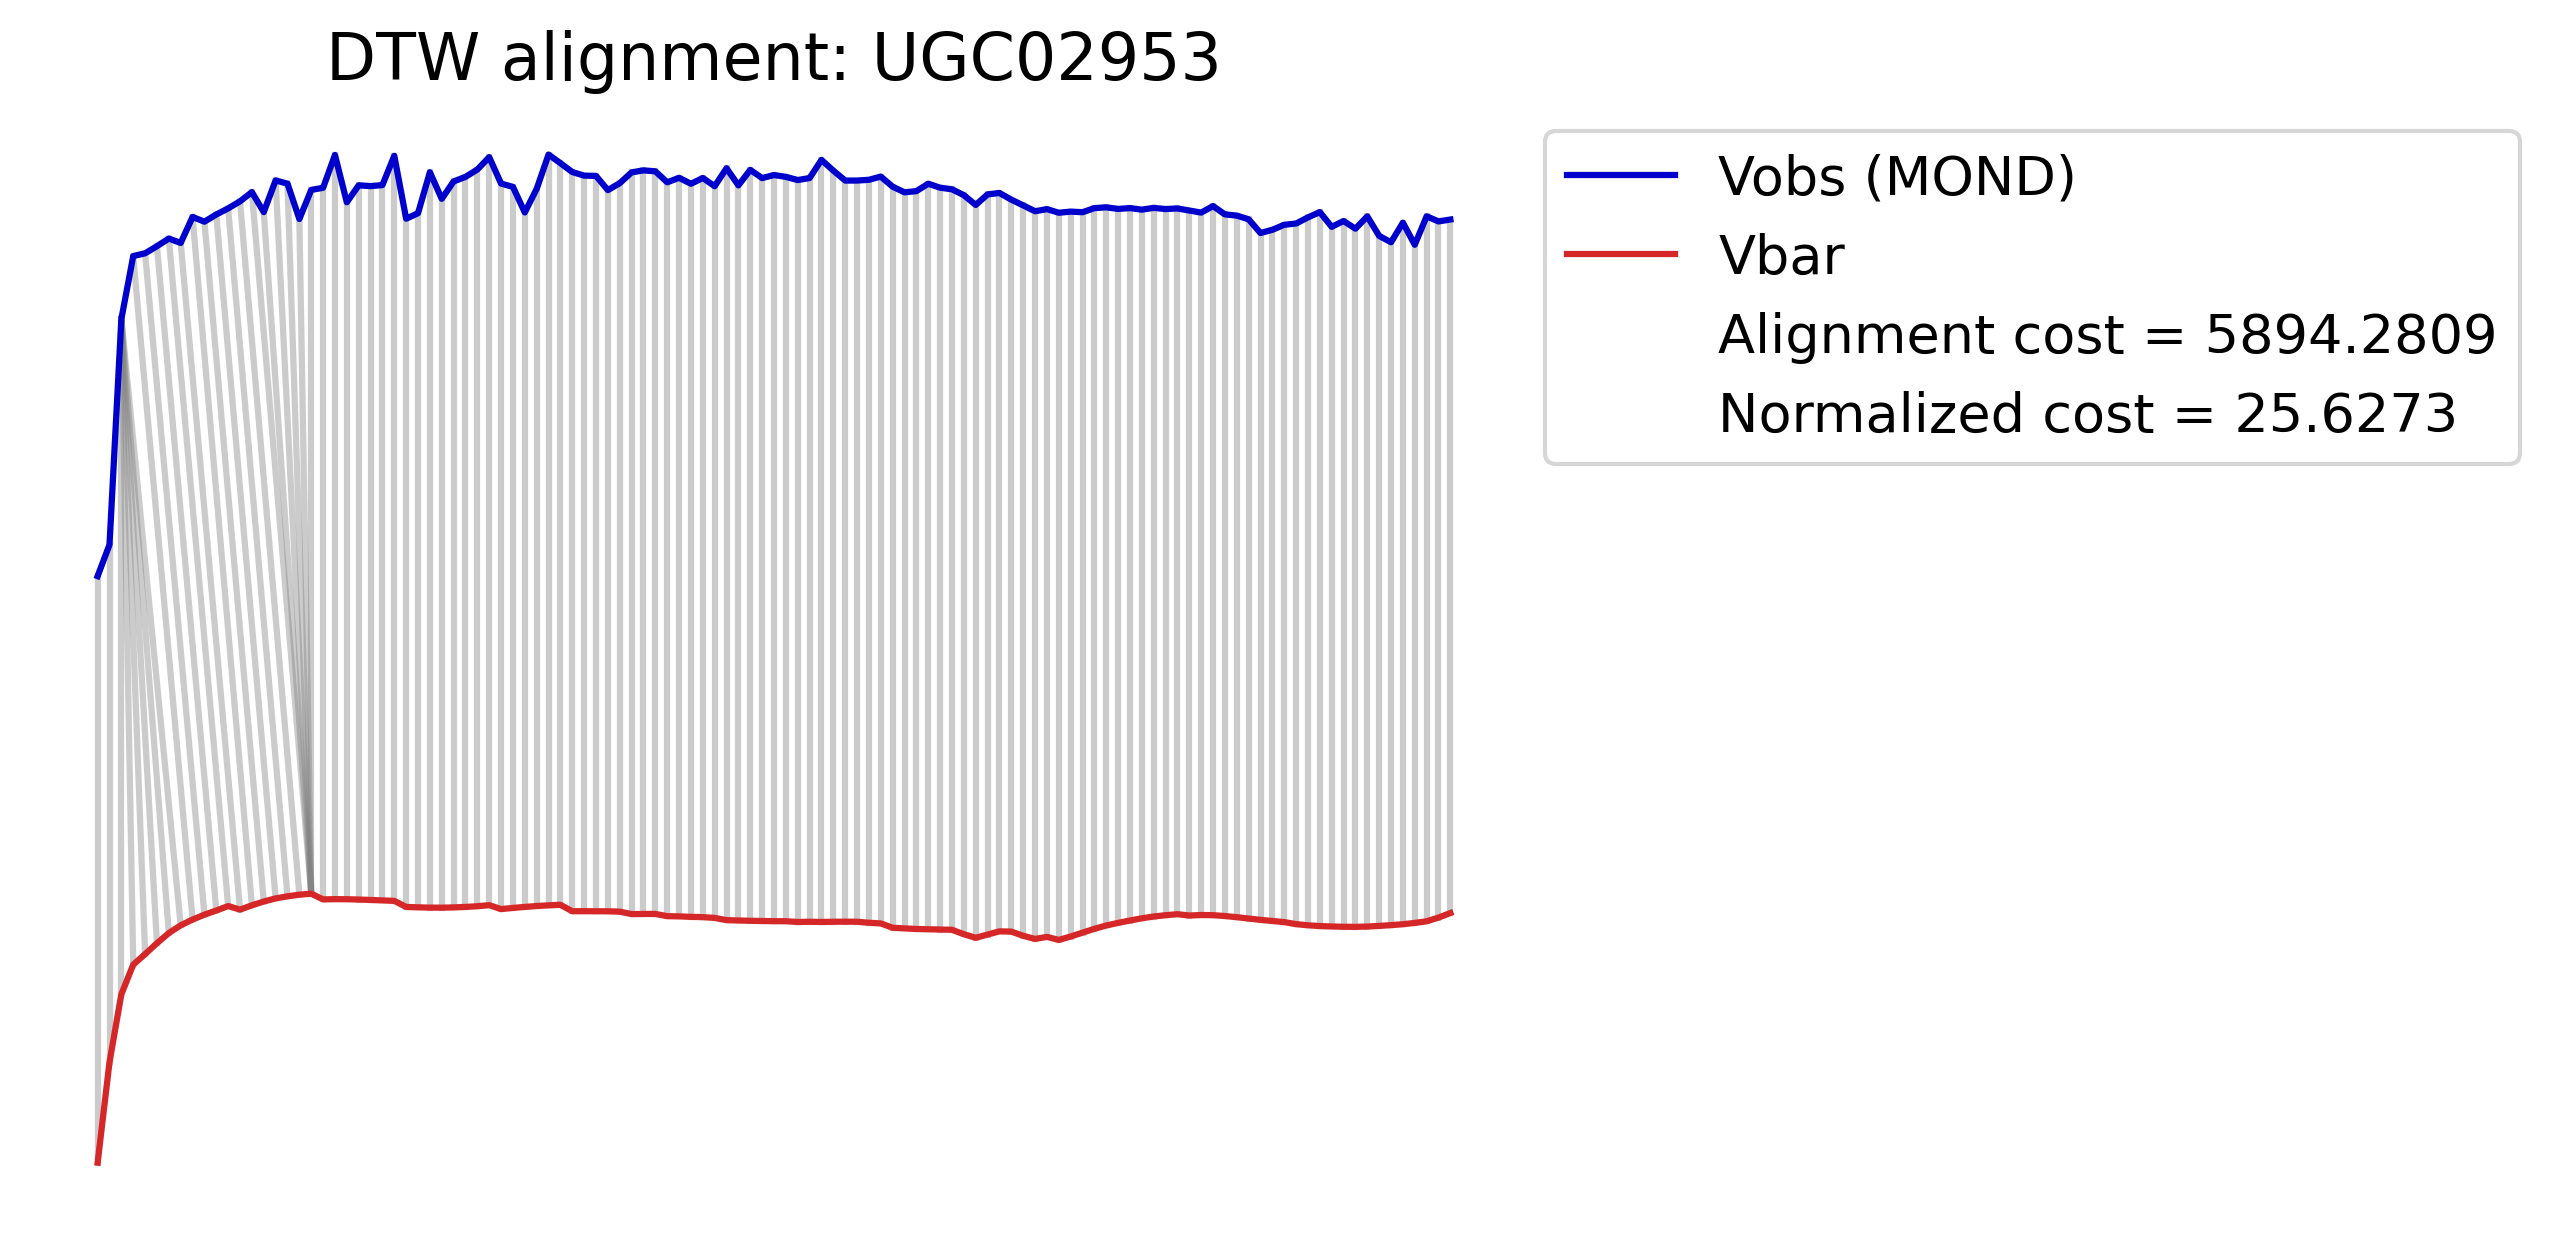 DTW alignment: UGC02953
Vobs (MOND)
Vbar
Alignment cost = 5894.2809
Normalized cost = 25.6273